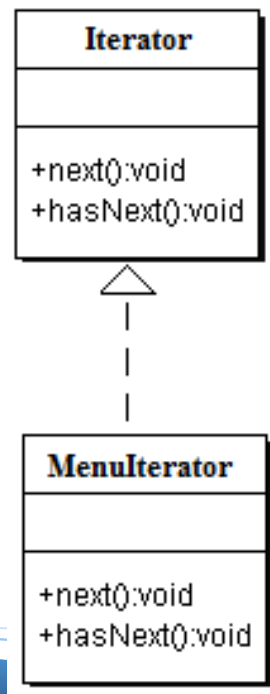 Iterator
+next():void
+hasNext():void
MenuIterator
+next():void
+hasNext():void